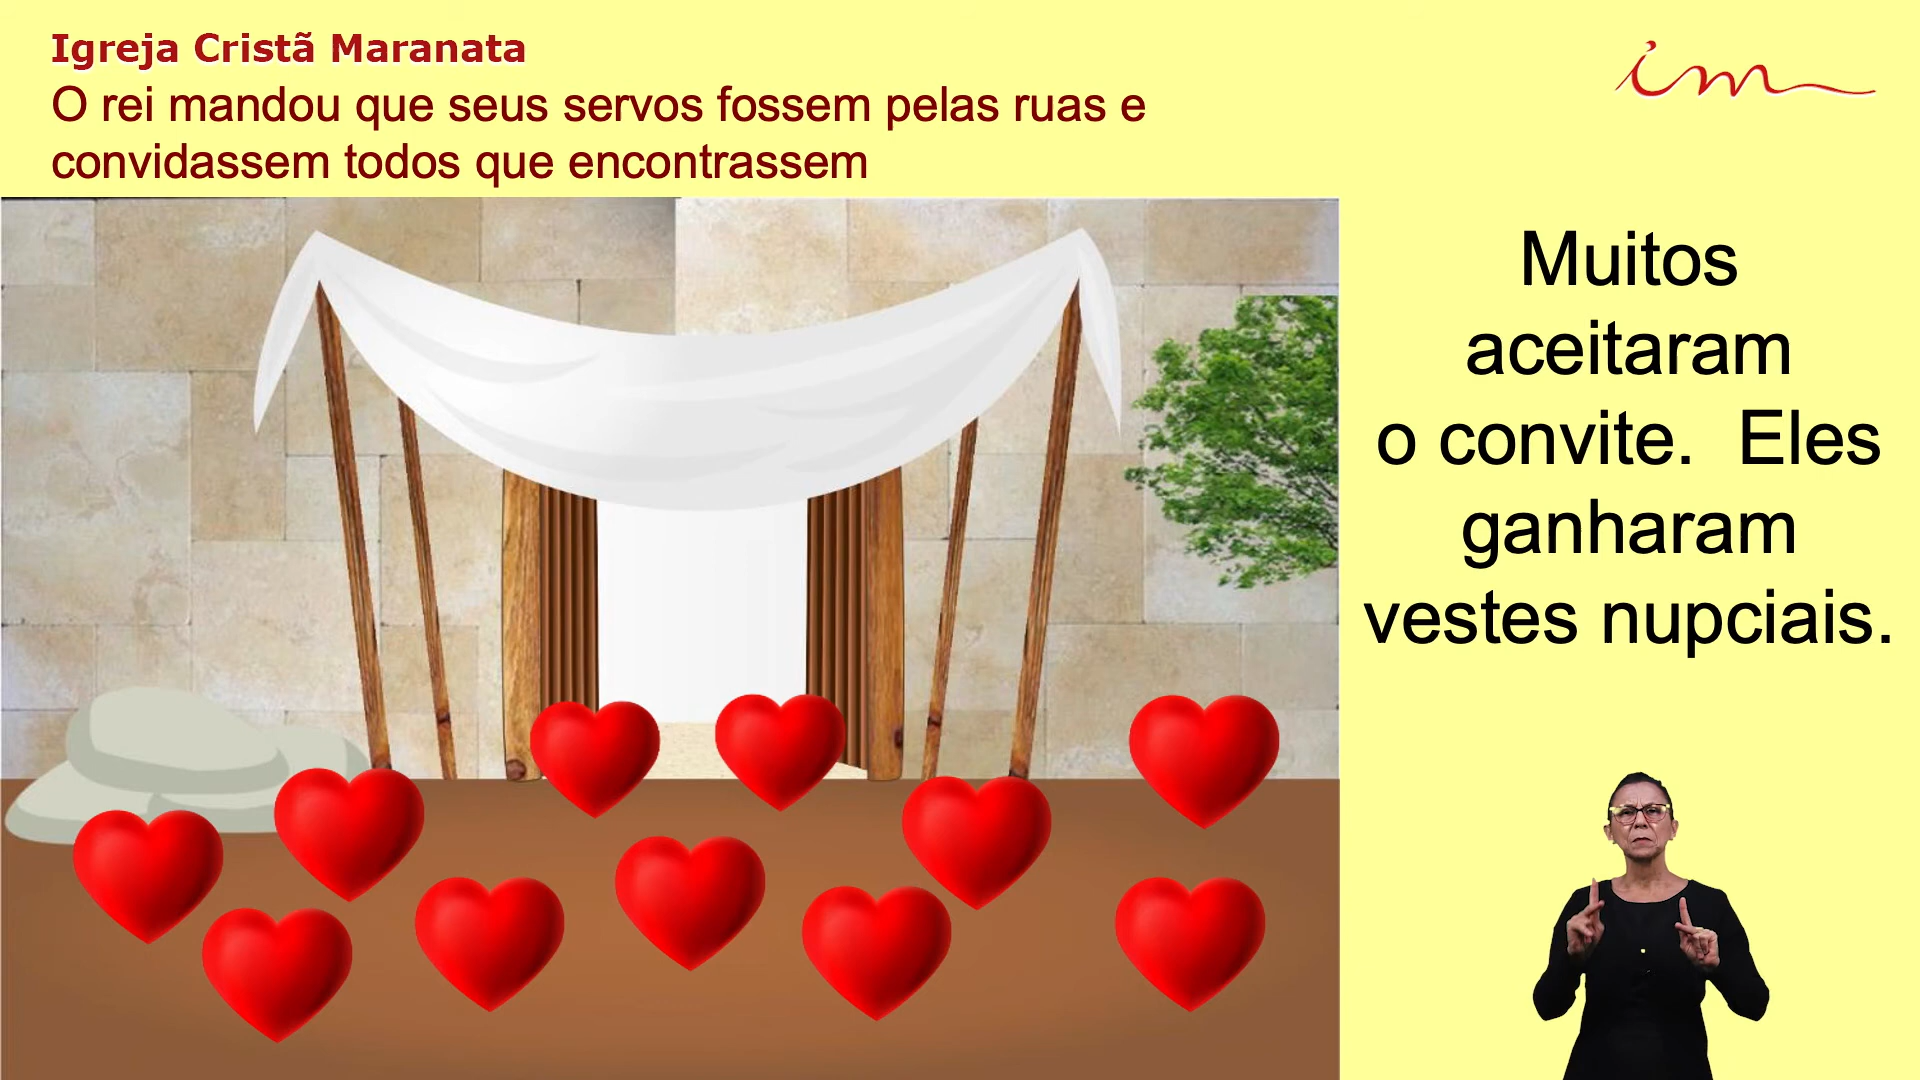 Igreja Cristã Maranata
O rei mandou que seus servos fossem pelas ruas e
convidassem todos que encontrassem
im
Muitos
aceitaram
o convite.  Eles
ganharam
vestes nupciais.